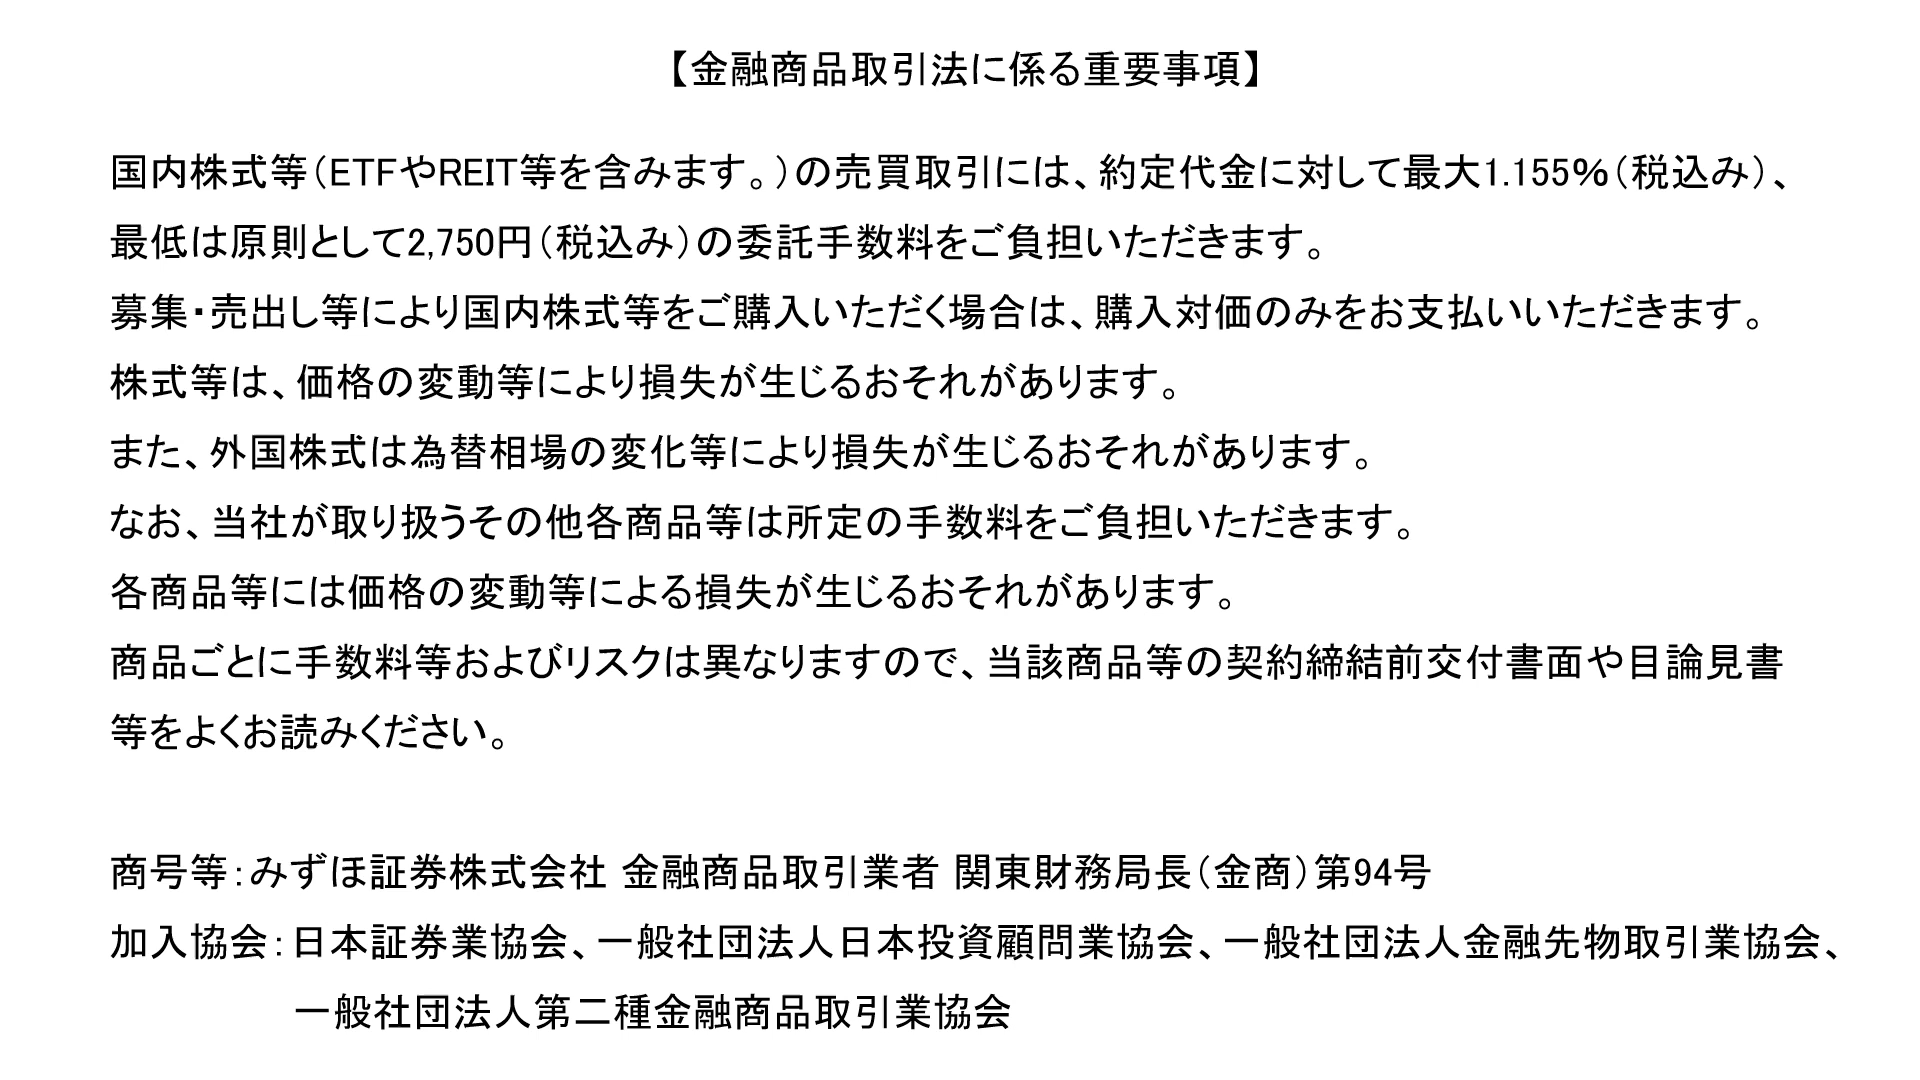 【金融商品取引法に係る重要事項】
国内株式等（ETFやREIT等を含みます。）の売買取引には、約定代金に対して最大1.155％（税込み）、
最低は原則として2,750円（税込み）の委託手数料をご負担いただきます。
募集・売出し等により国内株式等をご購入いただく場合は、購入対価のみをお支払いいただきます。
株式等は、価格の変動等により損失が生じるおそれがあります。
また、外国株式は為替相場の変化等により損失が生じるおそれがあります。
なお、当社が取り扱うその他各商品等は所定の手数料をご負担いただきます。
各商品等には価格の変動等による損失が生じるおそれがあります。
商品ごとに手数料等およびリスクは異なりますので、当該商品等の契約締結前交付書面や目論見書
等をよくお読みください。
商号等：みずほ証券株式会社 金融商品取引業者 関東財務局長（金商）第94号
加入協会：日本証券業協会、一般社団法人日本投資顧問業協会、一般社団法人金融先物取引業協会、
一般社団法人第二種金融商品取引業協会